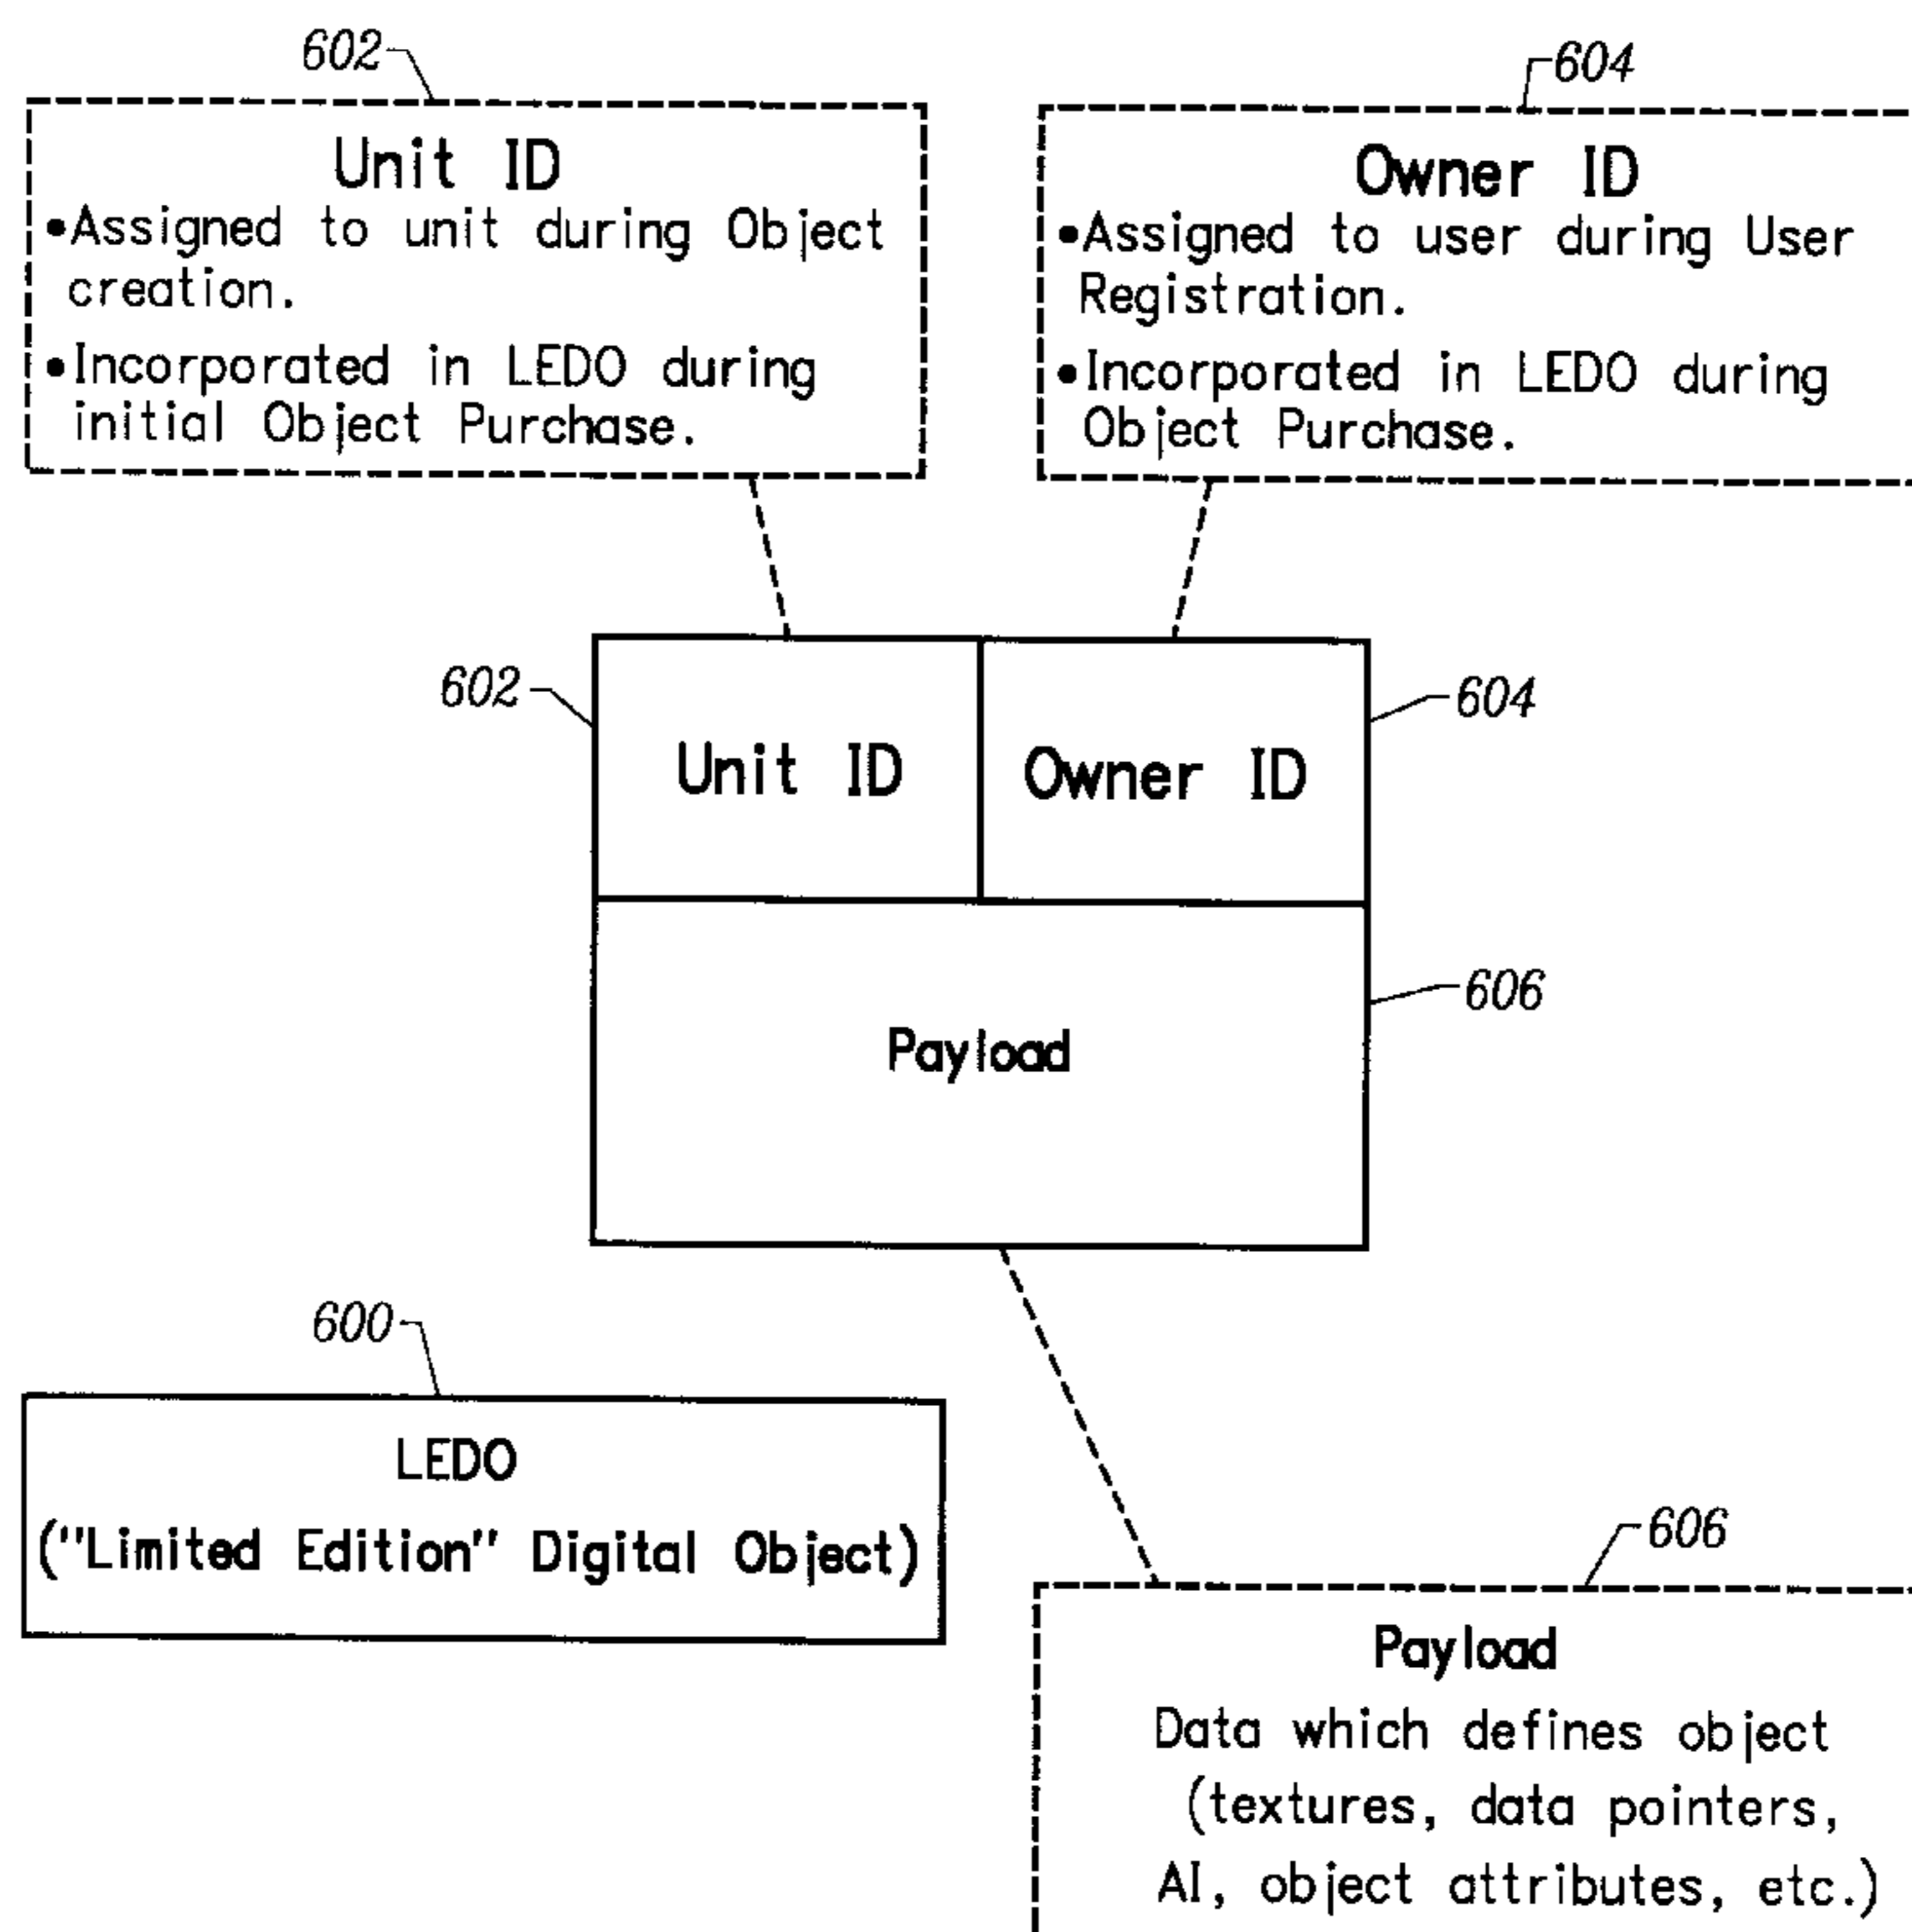 602
604
Unit ID
•Assigned to unit during Object
creation.
•Incorporated in LEDO during
initial Object Purchase.
Owner ID
•Assigned to user during User
Registration.
•Incorporated in LEDO during
Object Purchase.
602
604
Unit ID
Owner ID
606
Payload
600
LEDO
("Limited Edition" Digital Object)
606
Payload
Data which defines object
(textures, data pointers,
AI, object attributes, etc.)